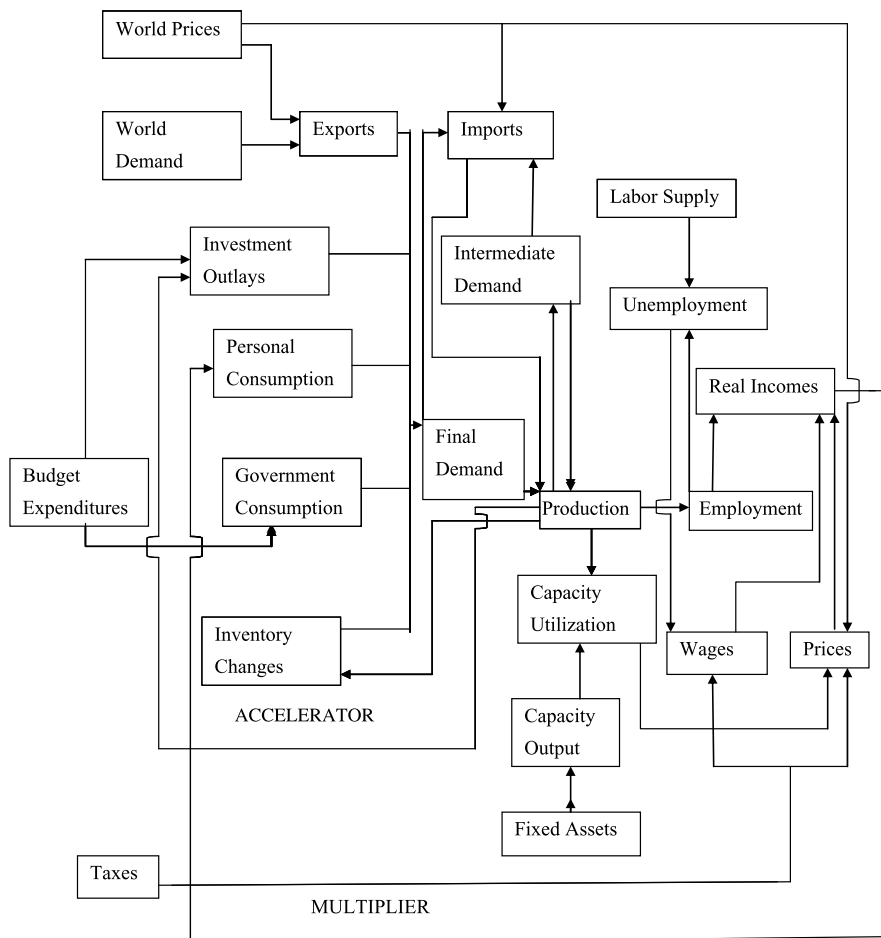 World Prices
World
Demand
Exports
Imports
Labor Supply
Investment
Outlays
Intermediate
Demand
Unemployment
Personal
Consumption
Real Incomes
Final
Demand
Budget
Expenditures
Government
Consumption
Production
Employment
Capacity
Utilization
Inventory
Changes
Wages
Prices
ACCELERATOR
Capacity
Output
Fixed Assets
Taxes
MULTIPLIER